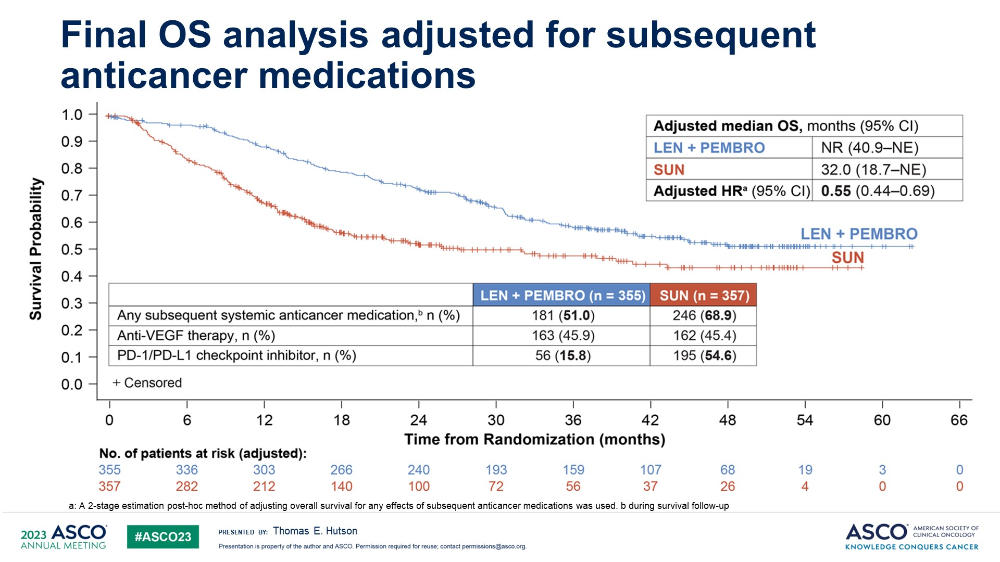 Final OS analysis adjusted for subsequent
anticancer medications
Survival Probability
1.0
0.9
0.8
0.7
0.6
0.5
0.4
0.3
0.2
0.1
0.0
Adjusted median OS, months (95% CI)
LEN + PEMBRO NR (40.9–NE)
SUN 32.0 (18.7–NE)
Adjusted HRᵃ (95% CI) 0.55 (0.44–0.69)
LEN + PEMBRO
SUN
LEN + PEMBRO (n = 355) SUN (n = 357)
Any subsequent systemic anticancer medication,ᵇ n (%) 181 (51.0) 246 (68.9)
Anti-VEGF therapy, n (%) 163 (45.9) 162 (45.4)
PD-1/PD-L1 checkpoint inhibitor, n (%) 56 (15.8) 195 (54.6)
+ Censored
0 6 12 18 24 30 36 42 48 54 60 66
Time from Randomization (months)
No. of patients at risk (adjusted):
355 336 303 266 240 193 159 107 68 19 3 0
357 282 212 140 100 72 56 37 26 4 0 0
a: A 2-stage estimation post-hoc method of adjusting overall survival for any effects of subsequent anticancer medications was used. b during survival follow-up
2023 ASCO®
ANNUAL MEETING
#ASCO23
PRESENTED BY: Thomas E. Hutson
Presentation is property of the author and ASCO. Permission required for reuse; contact permissions@asco.org.
ASCO® AMERICAN SOCIETY OF
CLINICAL ONCOLOGY
KNOWLEDGE CONQUERS CANCER